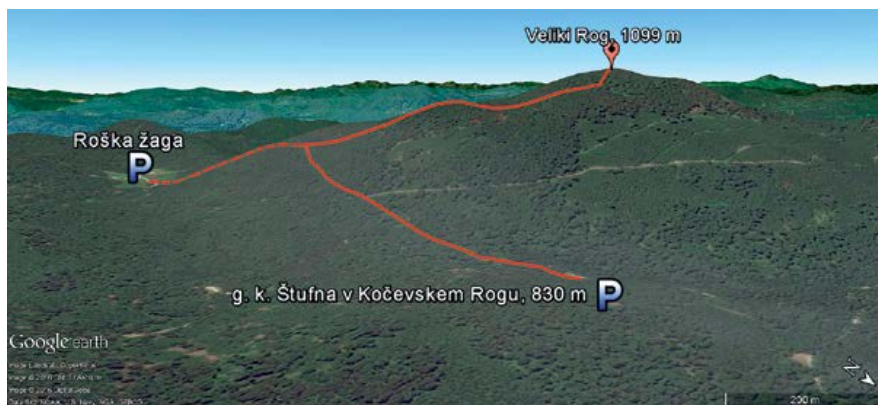 Veliki Rog, 1099 m
Roška žaga
P
g. k. Štufna v Kočevskem Rogu, 830 m
P
Google earth
N
200 m